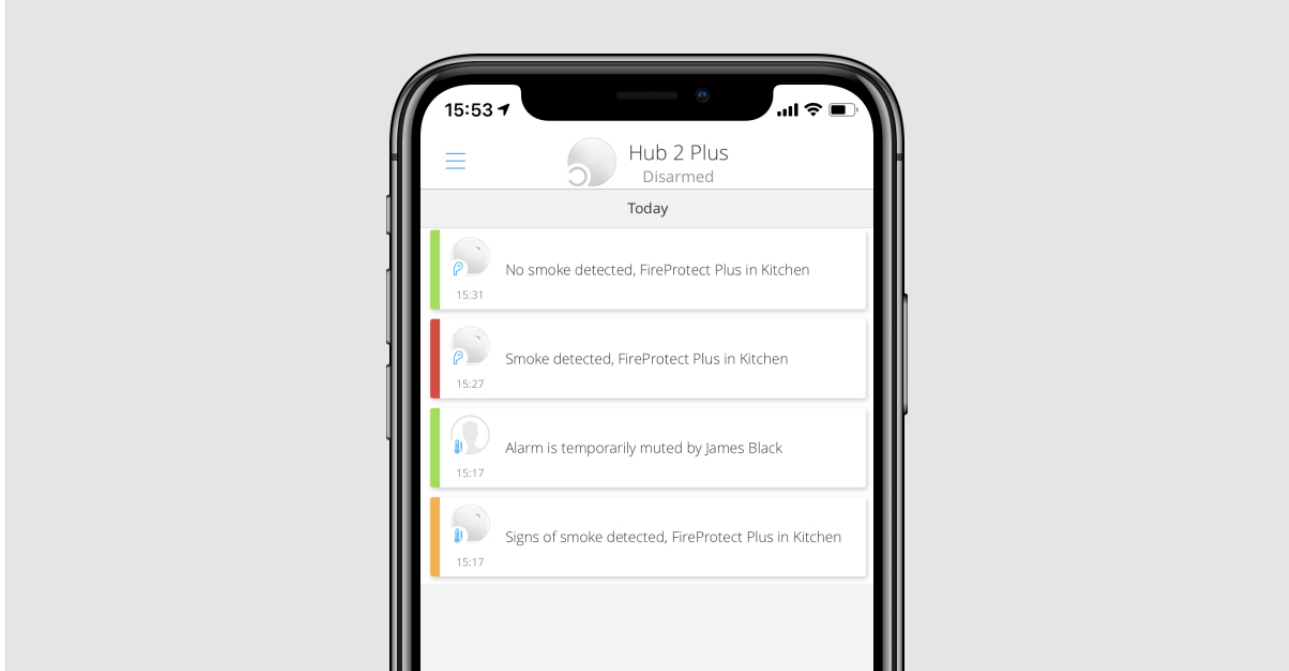 15:53
Hub 2 Plus
Disarmed
Today
No smoke detected, FireProtect Plus in Kitchen
15:31
Smoke detected, FireProtect Plus in Kitchen
15:27
Alarm is temporarily muted by James Black
15:17
Signs of smoke detected, FireProtect Plus in Kitchen
15:17